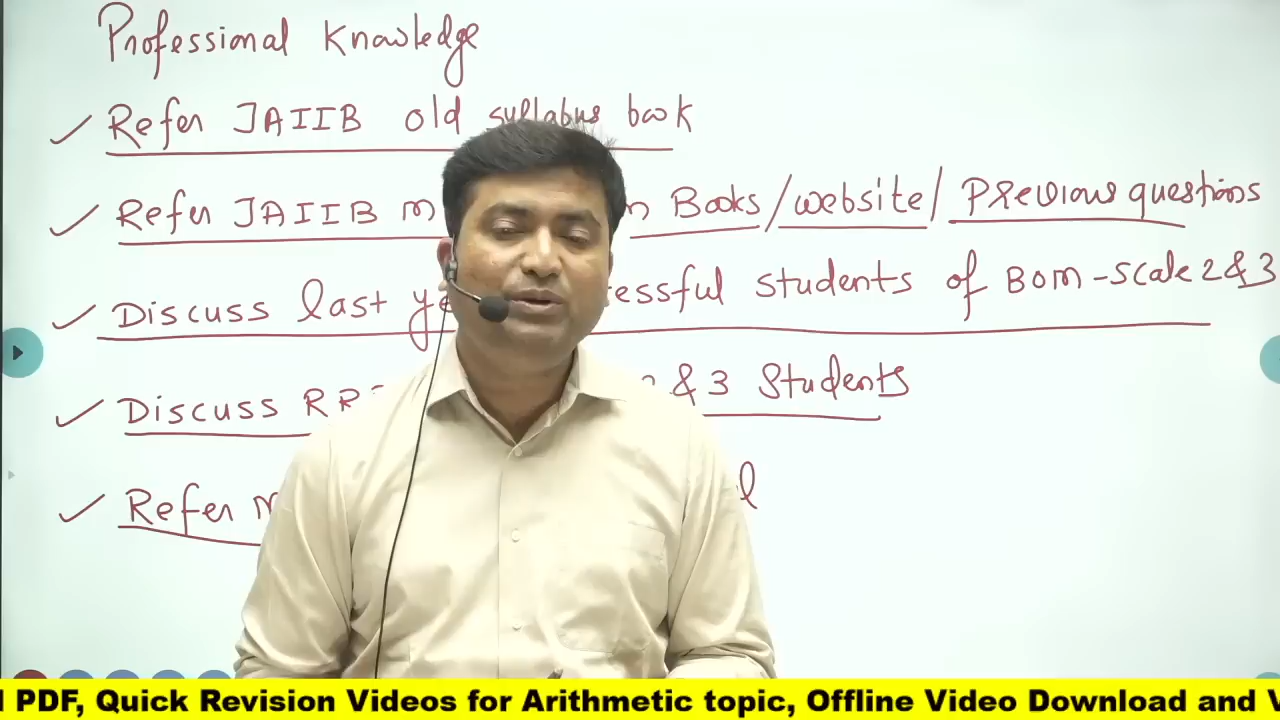 Professional Knowledge
Refer JAIIB old syllabus book
Refer JAIIB m n Books/website/Previous questions
Discuss last ye essful students of BOM-Scale 2 & 3
Discuss RR & 3 Students
Refer
PDF, Quick Revision Videos for Arithmetic topic, Offline Video Download and V